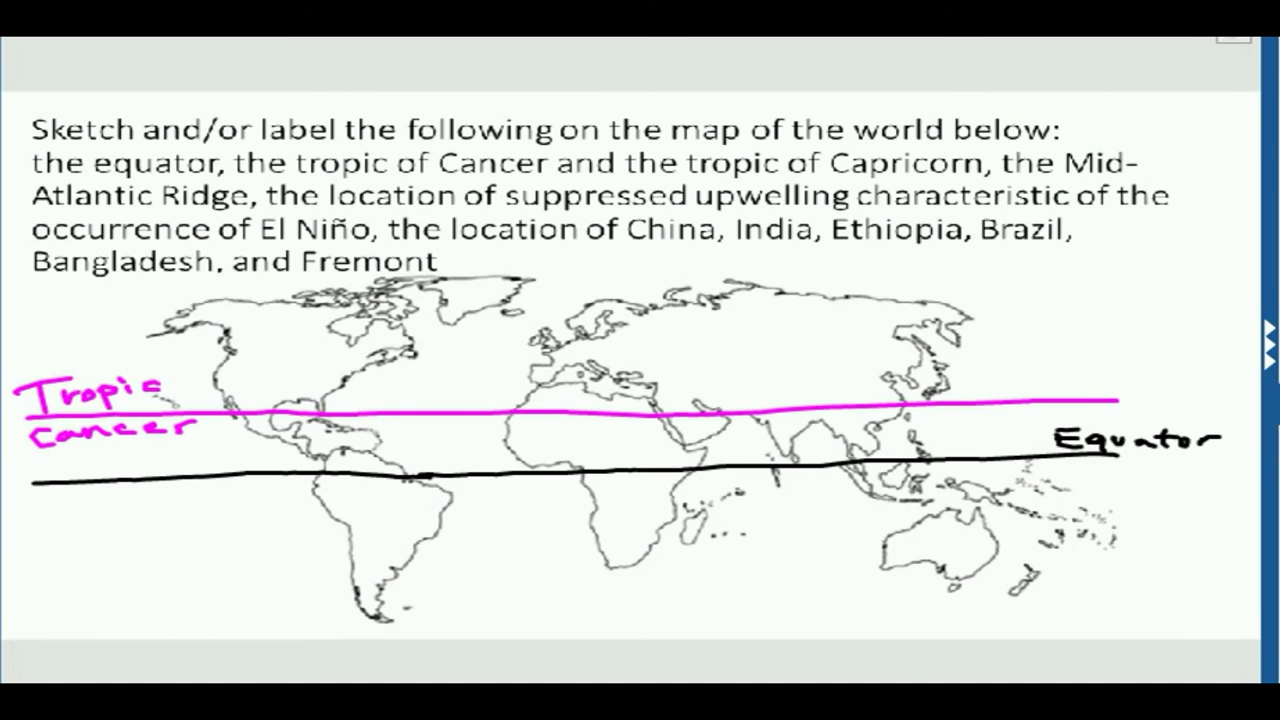 Sketch and/or label the following on the map of the world below:
the equator, the tropic of Cancer and the tropic of Capricorn, the Mid-
Atlantic Ridge, the location of suppressed upwelling characteristic of the
occurrence of El Niño, the location of China, India, Ethiopia, Brazil,
Bangladesh, and Fremont
Tropic
Cancer
Equator